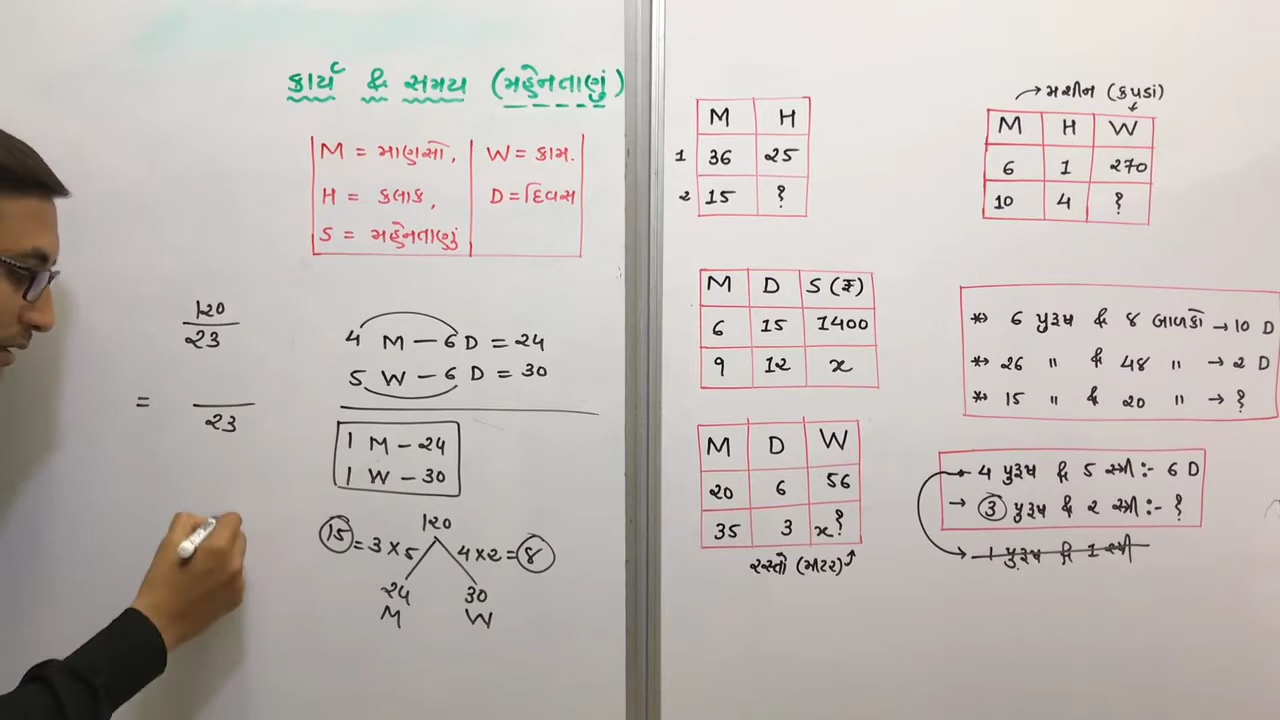 કાર્ય & સમય (મહેનતાણું)
M = માણસો, W = કામ.
H = કલાક, D = દિવસ
S = મહેનતાણું
120
23
=
23
4 M — 6 D = 24
5 W — 6 D = 30
1 M — 24
1 W — 30
120
15 = 3 × 5 4 × 2 = 8
24 30
M W
M H
1 36 25
2 15 ?
M D S (₹)
6 15 1400
9 12 x
M D W
20 6 56
35 3 x?
રસ્તો (મીટર)
→ મશીન (કપડાં)
M H W
6 1 270
10 4 ?
** 6 પુરૂષ & 8 બાળકો → 10 D
** 26 " & 48 " → 2 D
** 15 " & 20 " → ?
→ 4 પુરૂષ & 5 સ્ત્રી :- 6 D
→ 3 પુરૂષ & 2 સ્ત્રી :- ?
→ 1 પુરૂષ & 1 સ્ત્રી